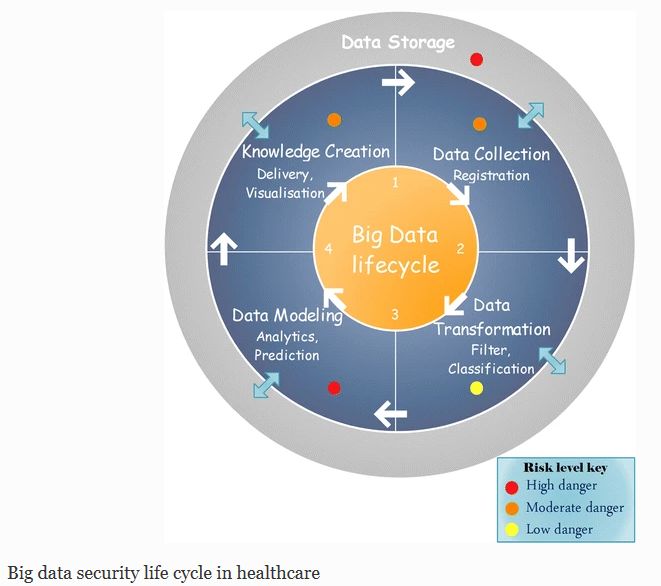 Data Storage
Knowledge Creation
Delivery,
Visualisation
Data Collection
Registration
1
Big Data
lifecycle
4
2
3
Data Modeling
Analytics,
Prediction
Data
Transformation
Filter,
Classification
Risk level key
High danger
Moderate danger
Low danger
Big data security life cycle in healthcare